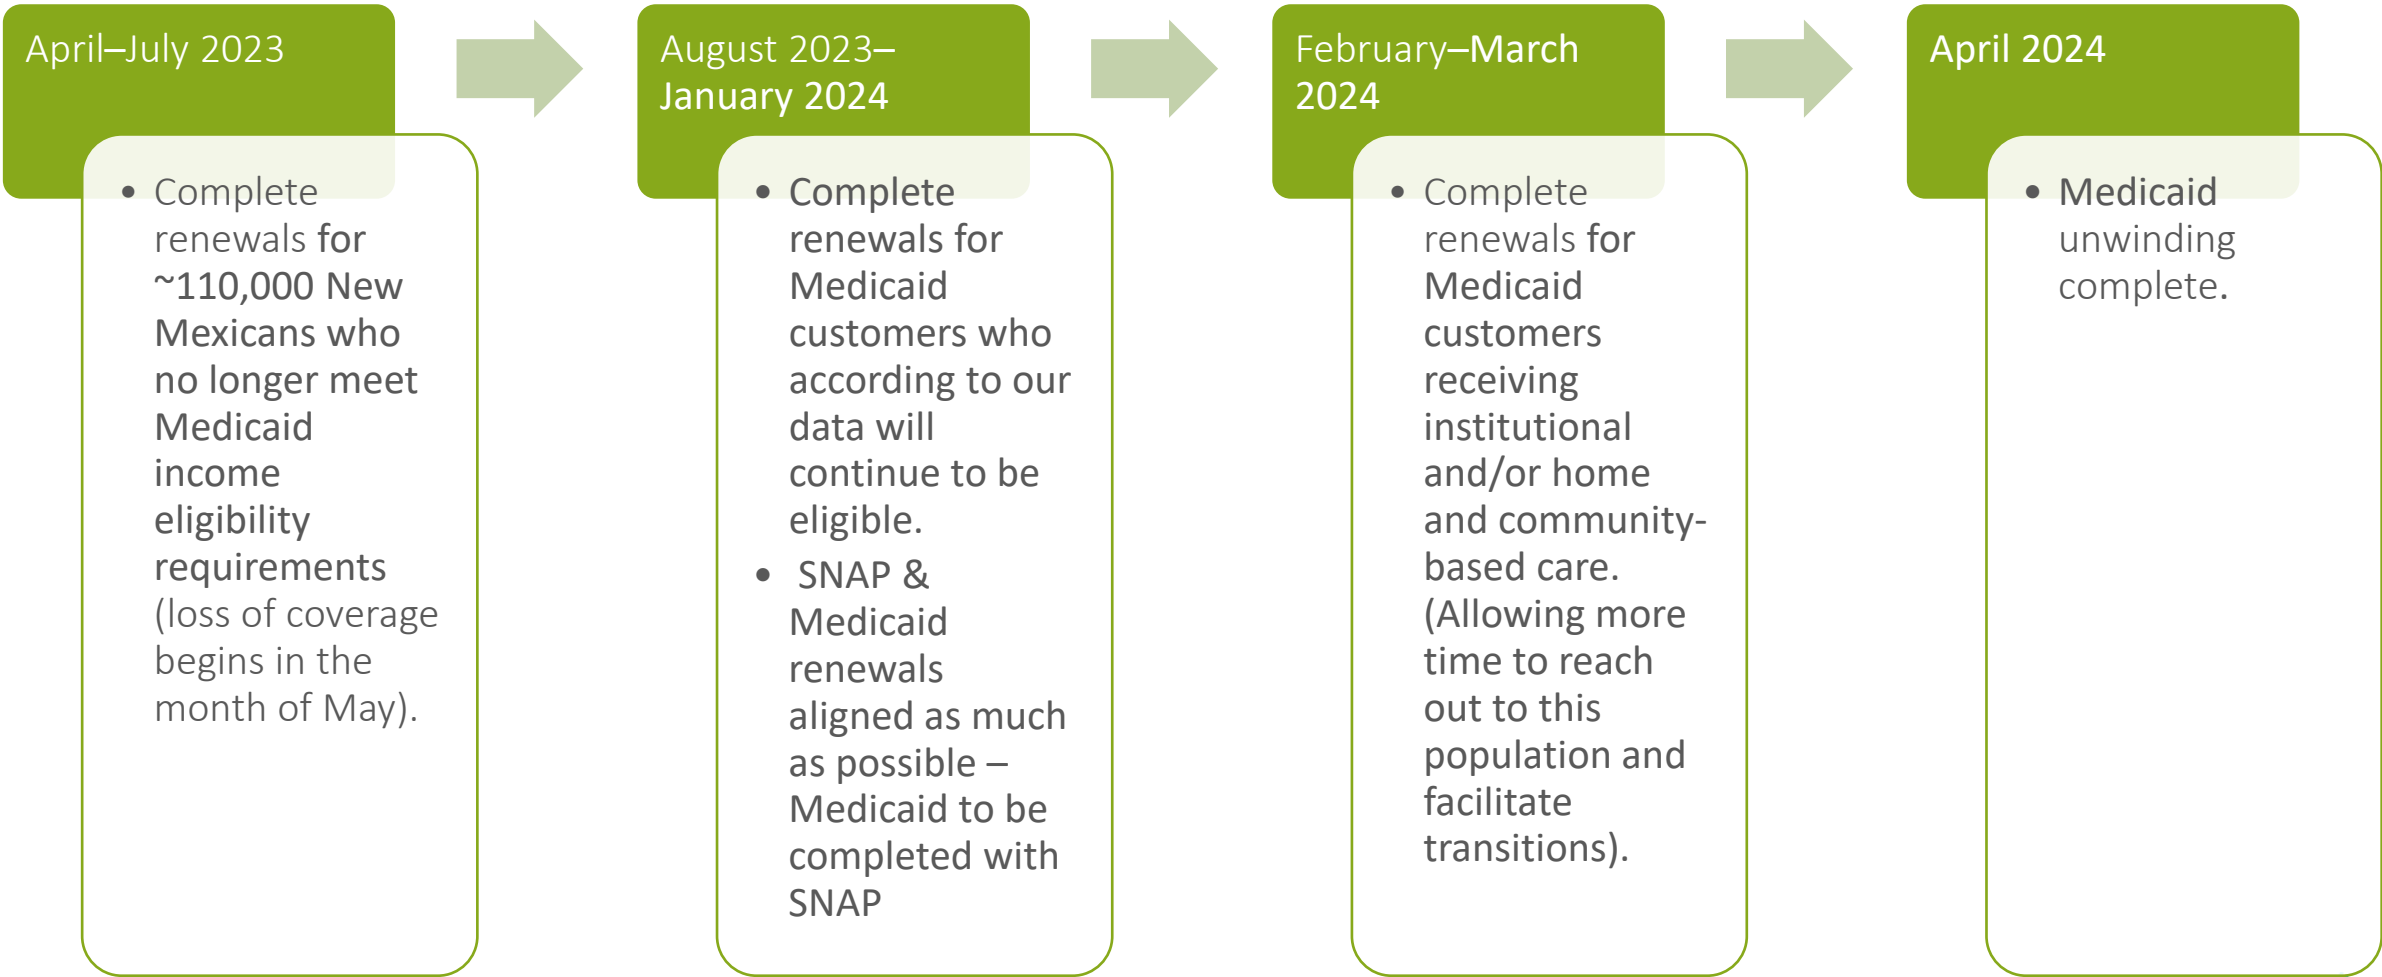 April–July 2023
• Complete
renewals for
~110,000 New
Mexicans who
no longer meet
Medicaid
income
eligibility
requirements
(loss of coverage
begins in the
month of May).
August 2023–
January 2024
• Complete
renewals for
Medicaid
customers who
according to our
data will
continue to be
eligible.
• SNAP &
Medicaid
renewals
aligned as much
as possible –
Medicaid to be
completed with
SNAP
February–March
2024
• Complete
renewals for
Medicaid
customers
receiving
institutional
and/or home
and community-
based care.
(Allowing more
time to reach
out to this
population and
facilitate
transitions).
April 2024
• Medicaid
unwinding
complete.